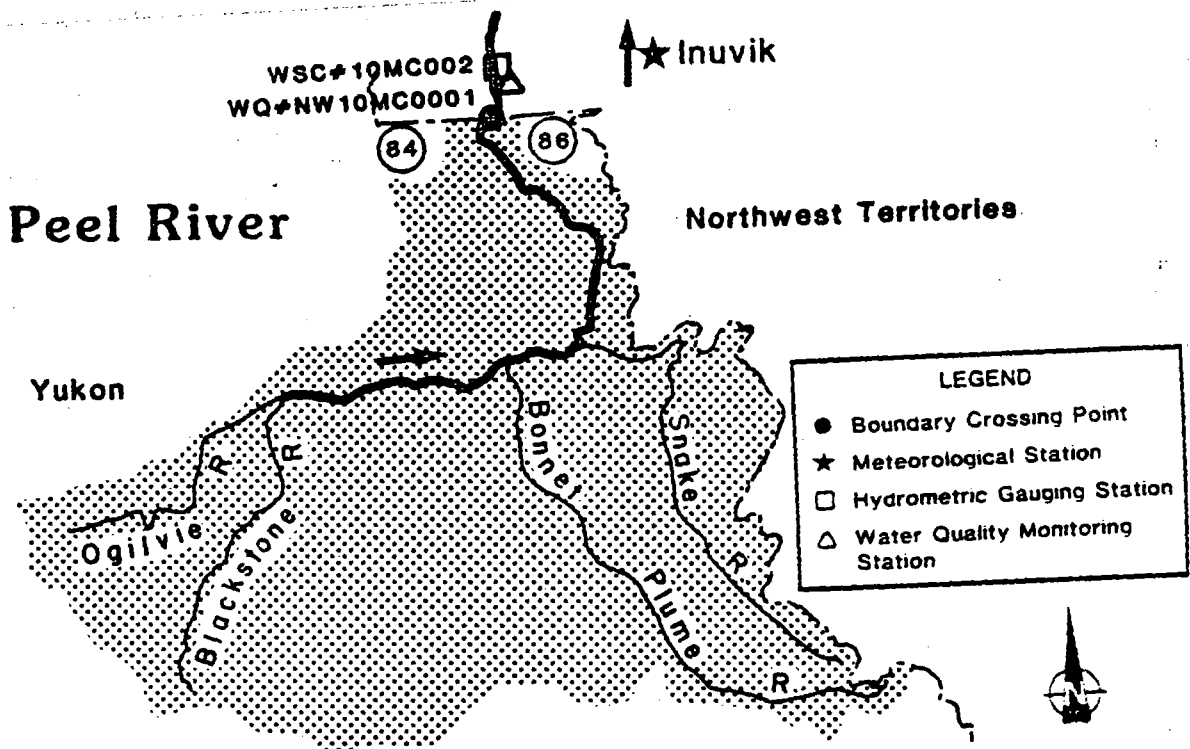 Inuvik
WSC#10MC002
WQ#NW10MC0001
84
86
Peel River
Northwest Territories
Yukon
LEGEND
Boundary Crossing Point
Meteorological Station
Hydrometric Gauging Station
Water Quality Monitoring
Station
Ogilvie R
Blackstone R
Bonnet Plume R
Snake R
N